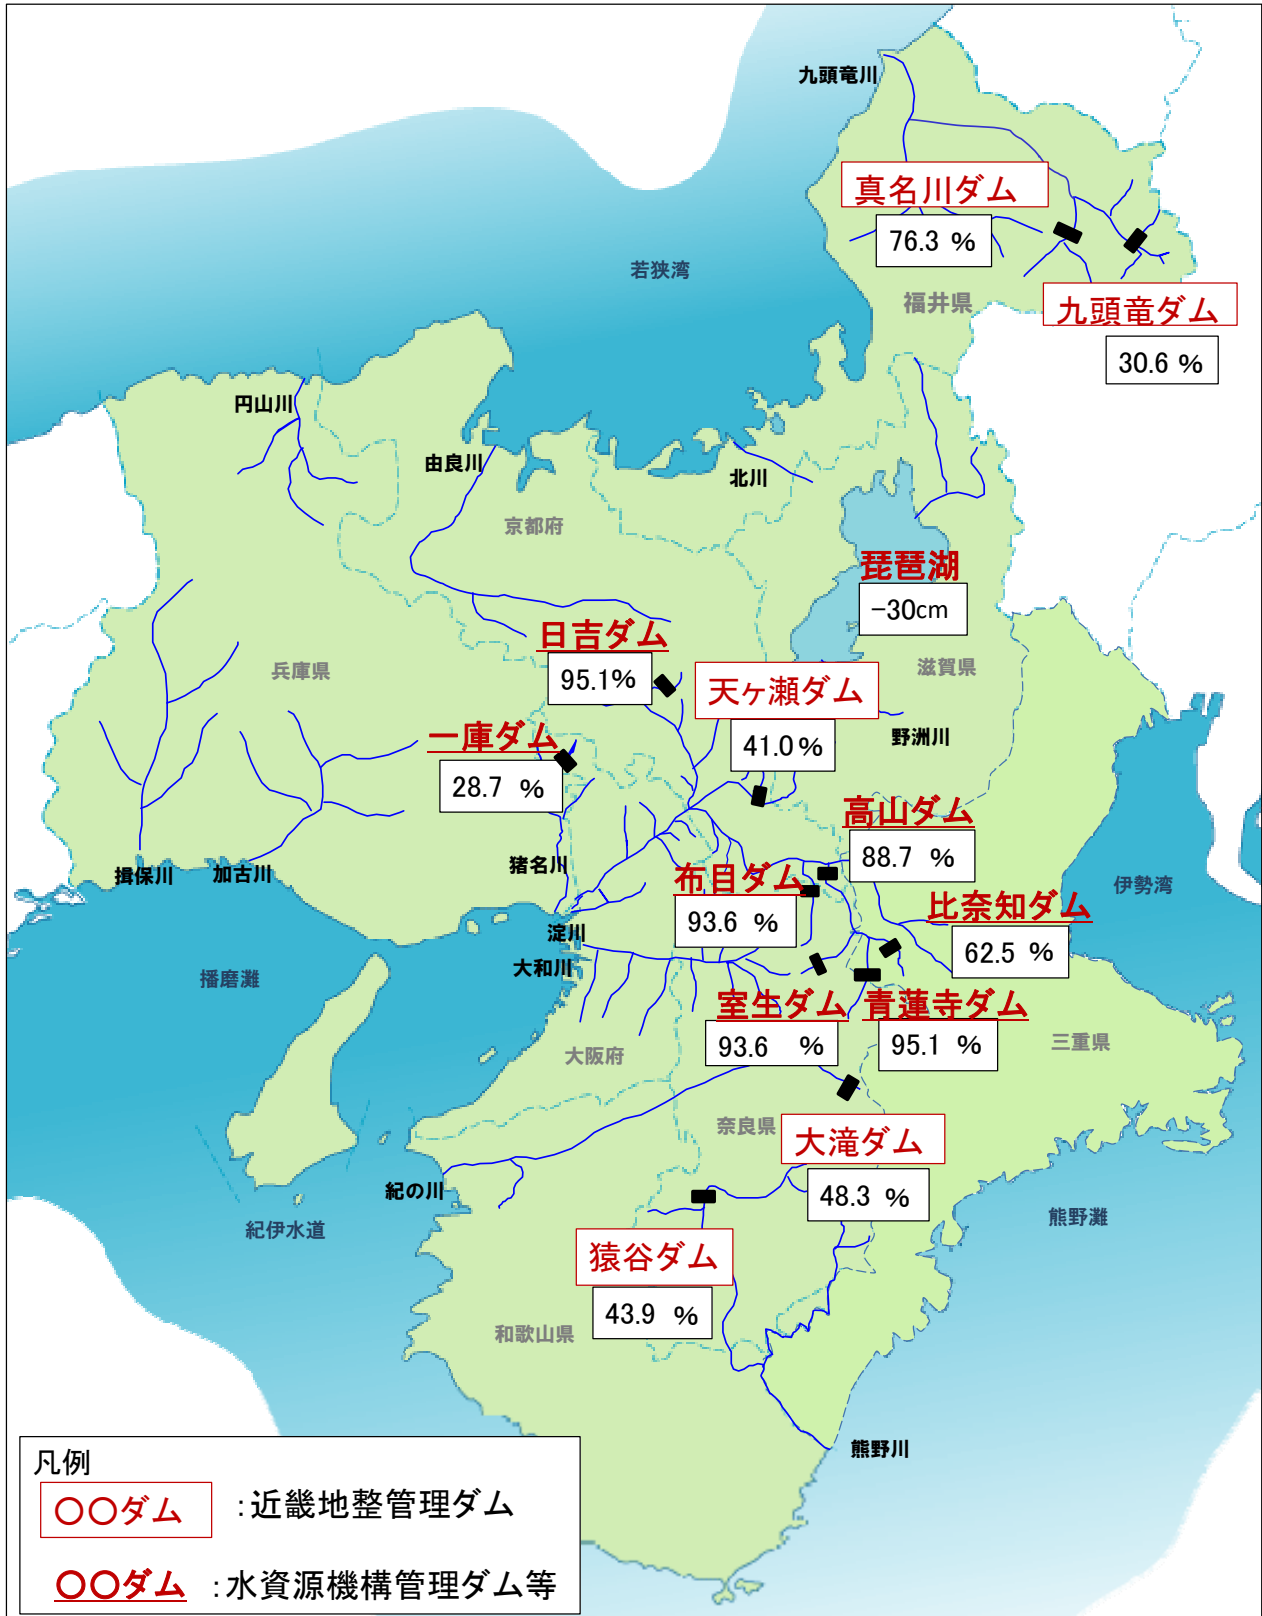 九頭竜川
真名川ダム
76.3 %
若狭湾
福井県
九頭竜ダム
30.6 %
円山川
由良川
北川
京都府
琵琶湖
-30cm
日吉ダム
95.1%
兵庫県
滋賀県
天ヶ瀬ダム
41.0%
野洲川
一庫ダム
28.7 %
高山ダム
88.7 %
猪名川
揖保川
加古川
布目ダム
93.6 %
伊勢湾
比奈知ダム
62.5 %
淀川
大和川
播磨灘
室生ダム
93.6 %
青蓮寺ダム
95.1 %
大阪府
三重県
奈良県
大滝ダム
48.3 %
紀の川
紀伊水道
熊野灘
猿谷ダム
43.9 %
和歌山県
熊野川
凡例
〇〇ダム :近畿地整管理ダム
〇〇ダム :水資源機構管理ダム等